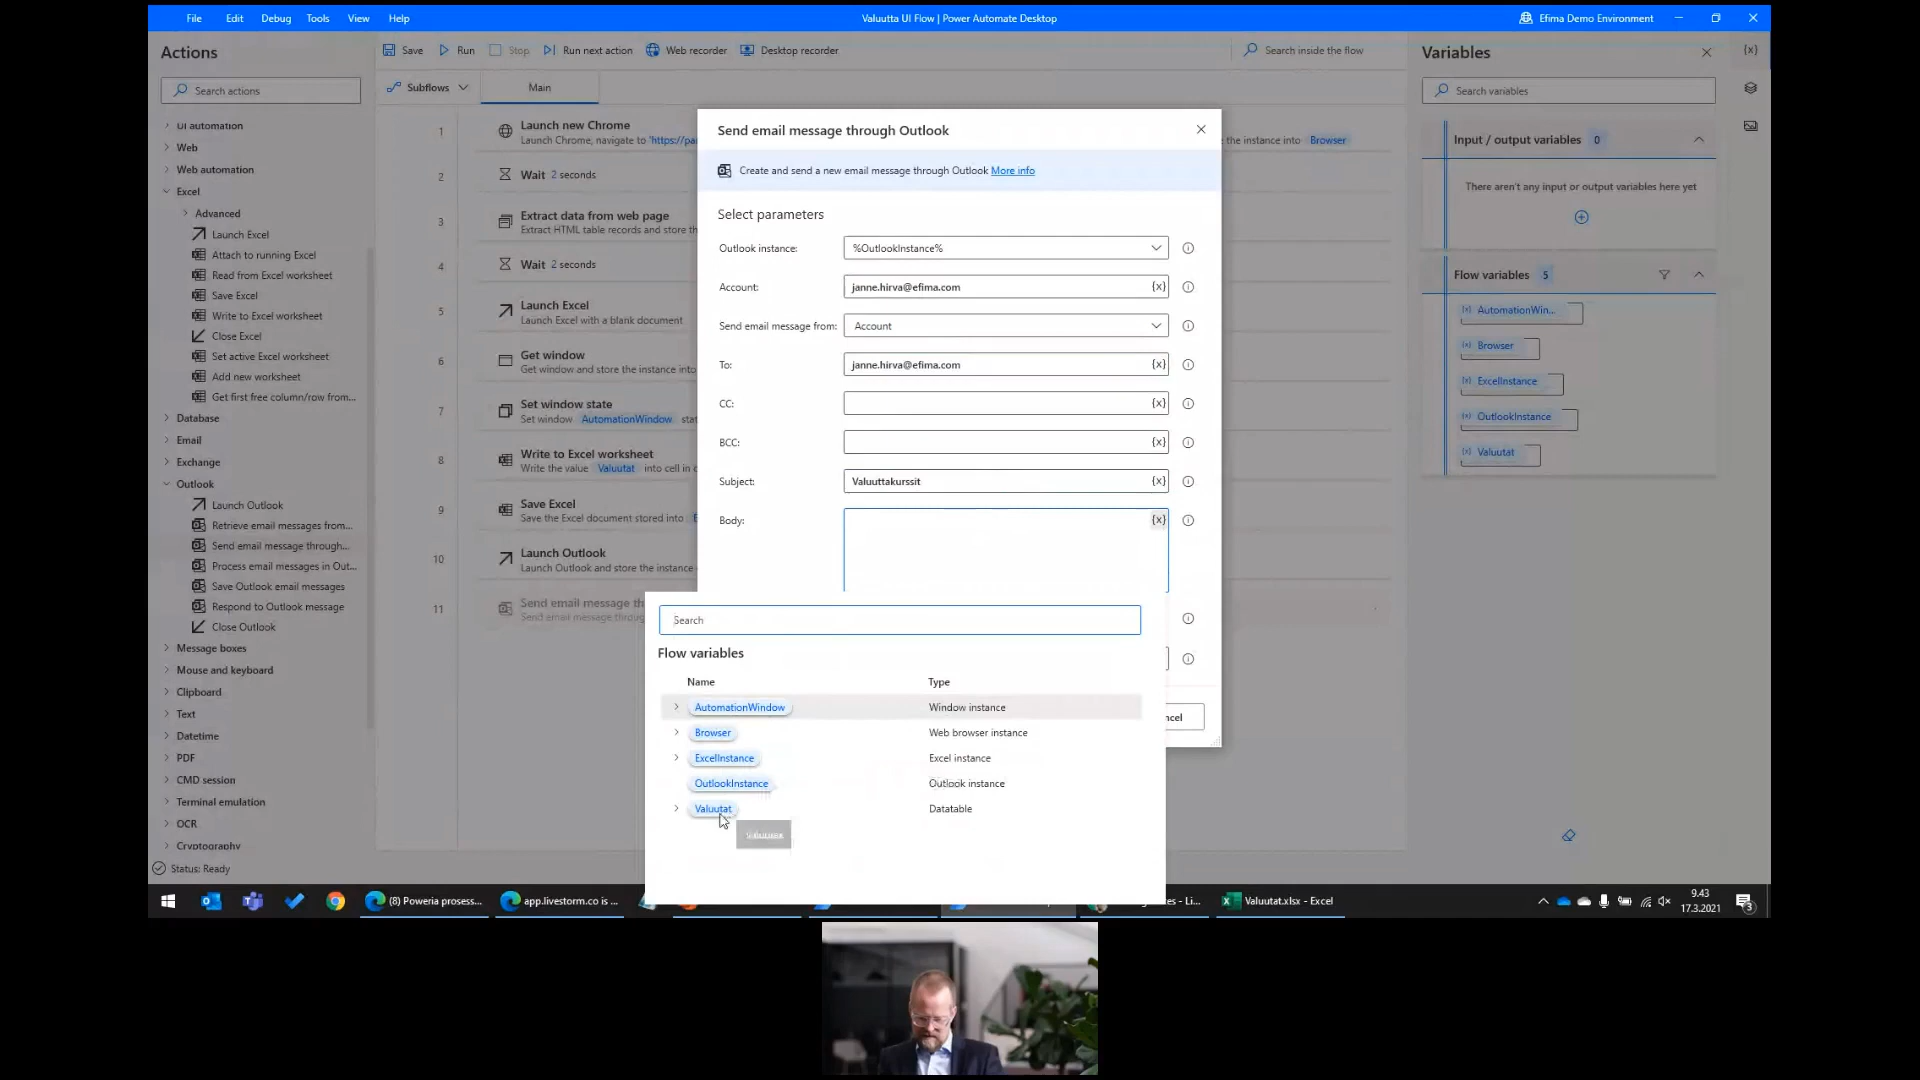 File Edit Debug Tools View Help
Valuutta UI Flow | Power Automate Desktop
Efima Demo Environment
Actions
Search actions
UI automation
Web
Web automation
Excel
Advanced
Launch Excel
Attach to running Excel
Read from Excel worksheet
Save Excel
Write to Excel worksheet
Close Excel
Set active Excel worksheet
Add new worksheet
Get first free column/row from...
Database
Email
Exchange
Outlook
Launch Outlook
Retrieve email messages from...
Send email message through...
Process email messages in Out...
Save Outlook email messages
Respond to Outlook message
Close Outlook
Message boxes
Mouse and keyboard
Clipboard
Text
Datetime
PDF
CMD session
Terminal emulation
OCR
Cryptography
Status: Ready
Save Run Stop Run next action Web recorder Desktop recorder
Search inside the flow
Subflows Main
1 Launch new Chrome
Launch Chrome, navigate to 'https://pa
the instance into Browser
2 Wait 2 seconds
3 Extract data from web page
Extract HTML table records and store th
4 Wait 2 seconds
5 Launch Excel
Launch Excel with a blank document
6 Get window
Get window and store the instance into
7 Set window state
Set window AutomationWindow stat
8 Write to Excel worksheet
Write the value Valuutat into cell in c
9 Save Excel
Save the Excel document stored into
10 Launch Outlook
Launch Outlook and store the instance
11 Send email message th
Send email message throug
Send email message through Outlook
Create and send a new email message through Outlook More info
Select parameters
Outlook instance: %OutlookInstance%
Account: janne.hirva@efima.com {x}
Send email message from: Account
To: janne.hirva@efima.com {x}
CC: {x}
BCC: {x}
Subject: Valuuttakurssit {x}
Body: {x}
ncel
Search
Flow variables
Name Type
AutomationWindow Window instance
Browser Web browser instance
ExcelInstance Excel instance
OutlookInstance Outlook instance
Valuutat Datatable
Variables
{x}
Search variables
Input / output variables 0
There aren't any input or output variables here yet
Flow variables 5
{x} AutomationWin...
{x} Browser
{x} ExcelInstance
{x} OutlookInstance
{x} Valuutat
(8) Poweria prosess...
app.livestorm.co is ...
tes - Li...
Valuutat.xlsx - Excel
9.43
17.3.2021
3